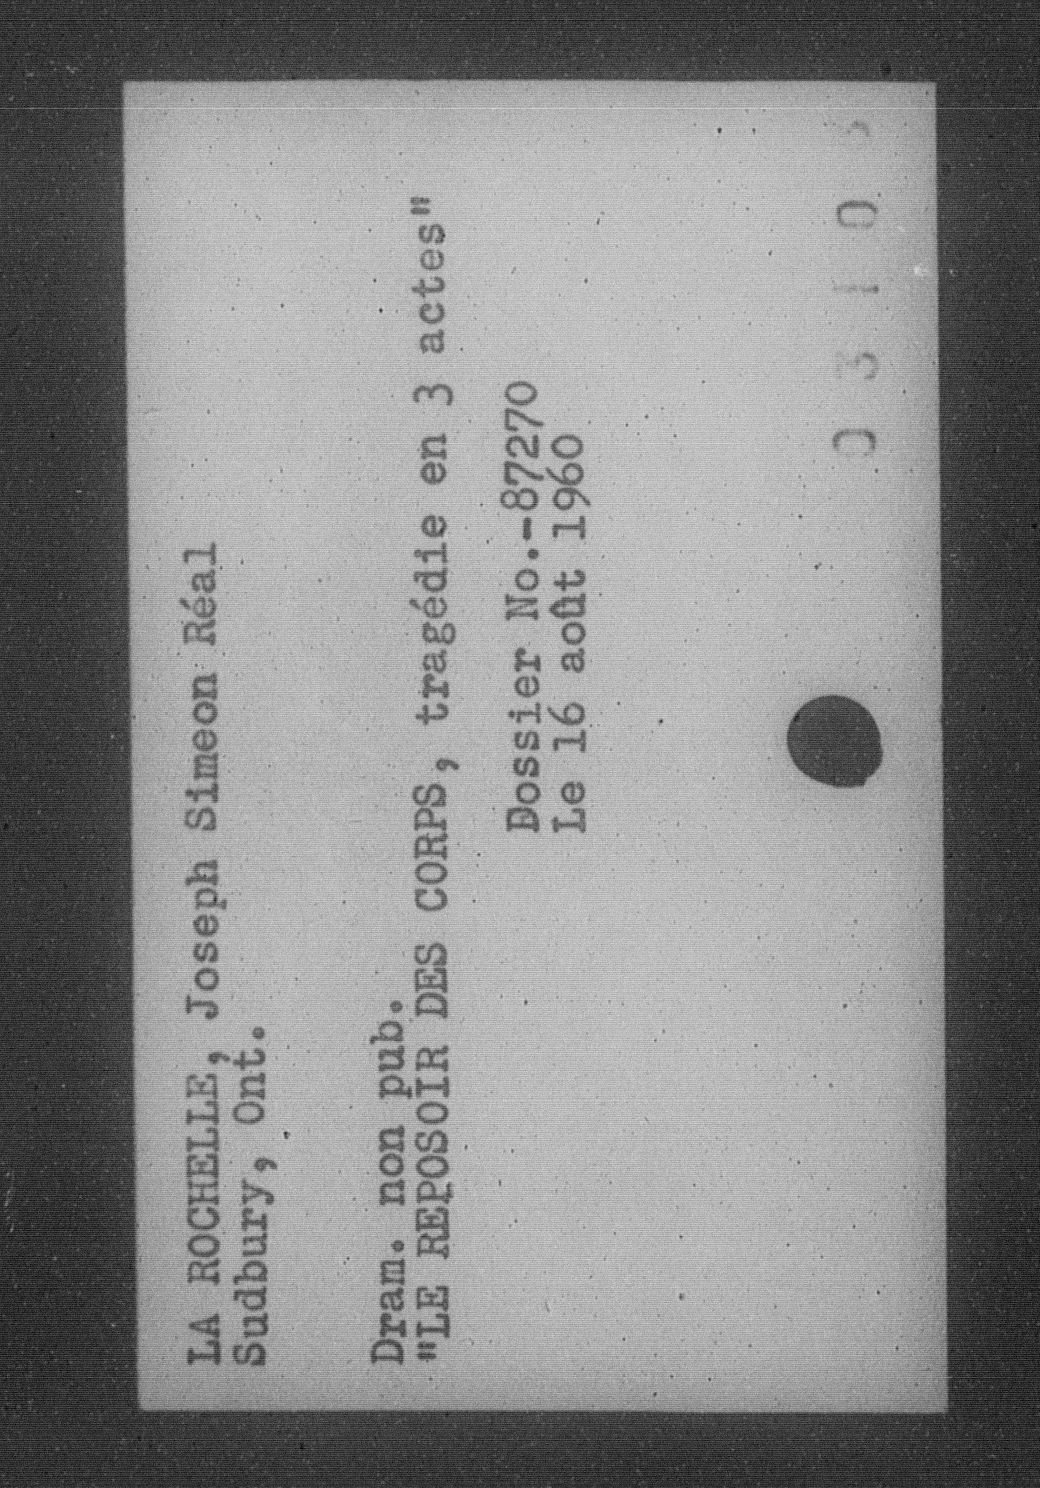 LA ROCHELLE, Joseph Simeon Réal
Sudbury, Ont.
Dram. non pub.
"LE REPOSOIR DES CORPS, tragédie en 3 actes"
Dossier No.-87270
Le 16 août 1960